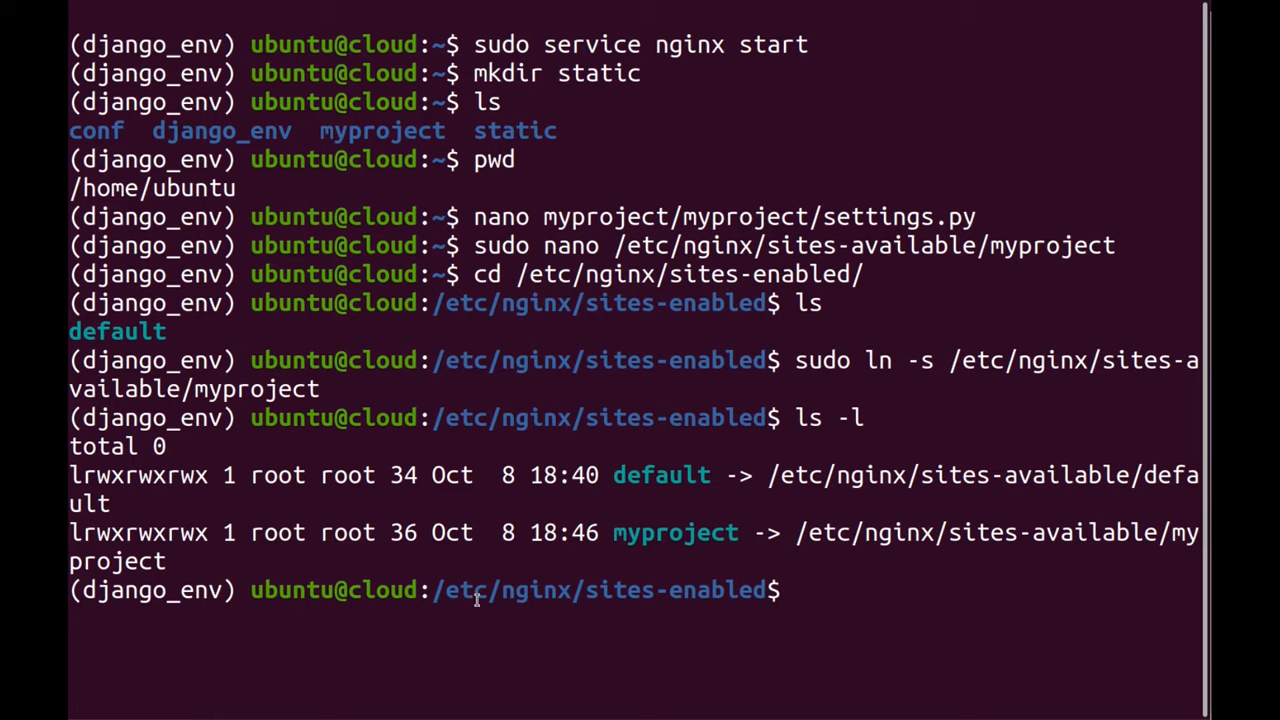 (django_env) ubuntu@cloud:~$ sudo service nginx start
(django_env) ubuntu@cloud:~$ mkdir static
(django_env) ubuntu@cloud:~$ ls
conf  django_env  myproject  static
(django_env) ubuntu@cloud:~$ pwd
/home/ubuntu
(django_env) ubuntu@cloud:~$ nano myproject/myproject/settings.py
(django_env) ubuntu@cloud:~$ sudo nano /etc/nginx/sites-available/myproject
(django_env) ubuntu@cloud:~$ cd /etc/nginx/sites-enabled/
(django_env) ubuntu@cloud:/etc/nginx/sites-enabled$ ls
default
(django_env) ubuntu@cloud:/etc/nginx/sites-enabled$ sudo ln -s /etc/nginx/sites-a
vailable/myproject
(django_env) ubuntu@cloud:/etc/nginx/sites-enabled$ ls -l
total 0
lrwxrwxrwx 1 root root 34 Oct  8 18:40 default -> /etc/nginx/sites-available/defa
ult
lrwxrwxrwx 1 root root 36 Oct  8 18:46 myproject -> /etc/nginx/sites-available/my
project
(django_env) ubuntu@cloud:/etc/nginx/sites-enabled$